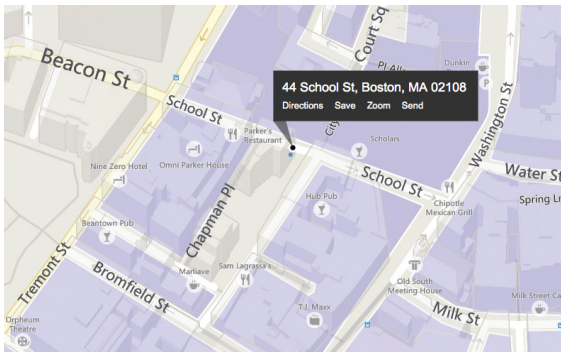 Court Sq
Pl Alle
Dunkin
Beacon St
44 School St, Boston, MA 02108
Directions Save Zoom Send
School St
Parker's
Restaurant
City
Scholars
Washington St
Nine Zero Hotel
Omni Parker House
School St
Water St
Hub Pub
Chipotle
Mexican Grill
Spring Ln
Beantown Pub
Chapman Pl
Tremont St
Marliave
Sam Lagrassa's
Old South
Meeting House
Bromfield St
T.J. Maxx
Milk Street Ca
Milk St
Orpheum
Theatre
P